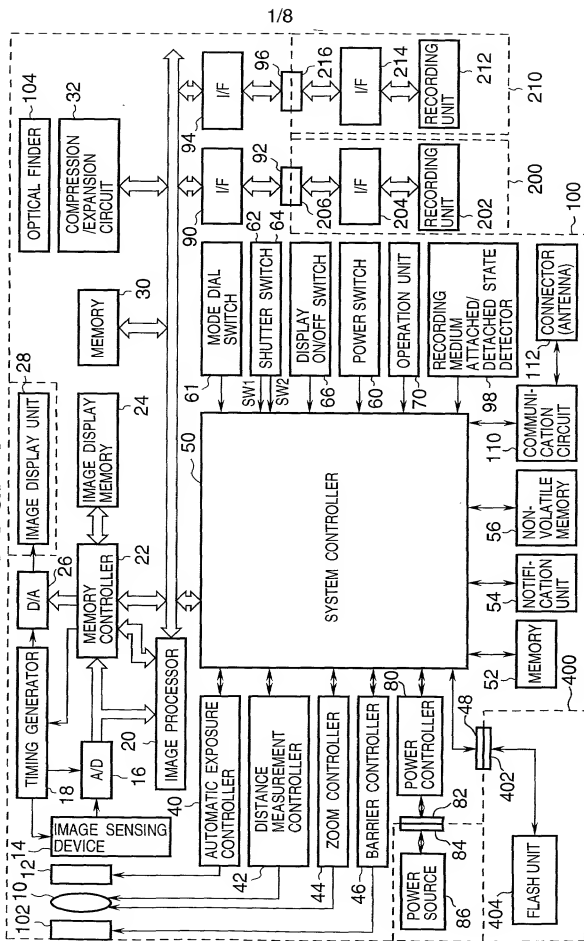 1/8
104
OPTICAL FINDER
32
COMPRESSION
/EXPANSION
CIRCUIT
30
MEMORY
28
IMAGE DISPLAY UNIT
24
IMAGE DISPLAY
MEMORY
26
D/A
22
MEMORY
CONTROLLER
TIMING GENERATOR
18
A/D
16
20
IMAGE PROCESSOR
IMAGE SENSING
DEVICE
14
12
10
102
94
I/F
96
216
I/F
214
RECORDING
UNIT
212
210
90
I/F
92
206
I/F
204
RECORDING
UNIT
202
200
100
MODE DIAL
SWITCH
61
62
64
SHUTTER SWITCH
SW1
SW2
DISPLAY
ON/OFF SWITCH
66
POWER SWITCH
60
OPERATION UNIT
70
RECORDING
MEDIUM
ATTACHED/
DETACHED STATE
DETECTOR
98
CONNECTOR
(ANTENNA)
112
COMMUNI-
CATION
CIRCUIT
110
50
SYSTEM CONTROLLER
NON-
VOLATILE
MEMORY
56
NOTIFI-
CATION
UNIT
54
MEMORY
52
40
AUTOMATIC EXPOSURE
CONTROLLER
DISTANCE
MEASUREMENT
CONTROLLER
42
ZOOM CONTROLLER
44
BARRIER CONTROLLER
46
80
POWER
CONTROLLER
82
84
POWER
SOURCE
86
48
402
400
FLASH UNIT
404